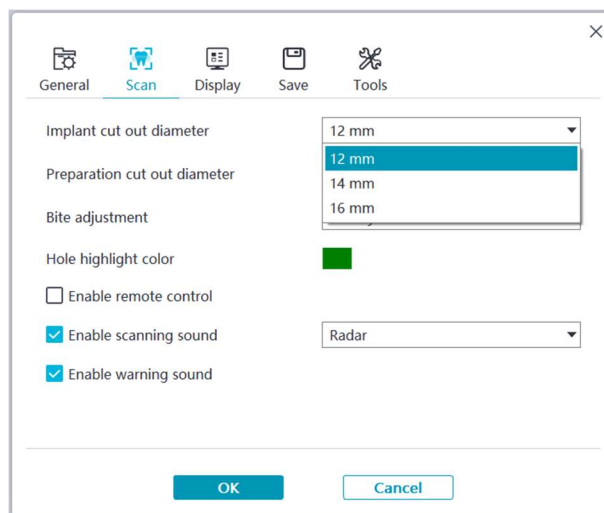 General Scan Display Save Tools
Implant cut out diameter 12 mm
12 mm
Preparation cut out diameter
14 mm
16 mm
Bite adjustment
Hole highlight color
Enable remote control
Enable scanning sound Radar
Enable warning sound
OK Cancel